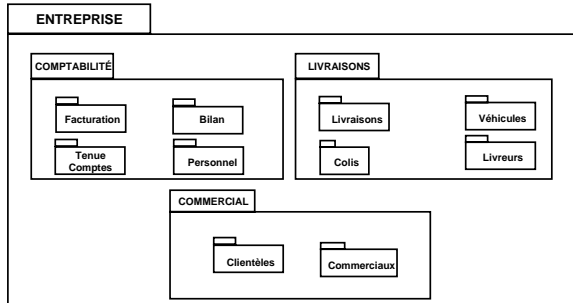 ENTREPRISE
COMPTABILITÉ
Facturation
Bilan
Tenue
Comptes
Personnel
LIVRAISONS
Livraisons
Véhicules
Colis
Livreurs
COMMERCIAL
Clientèles
Commerciaux